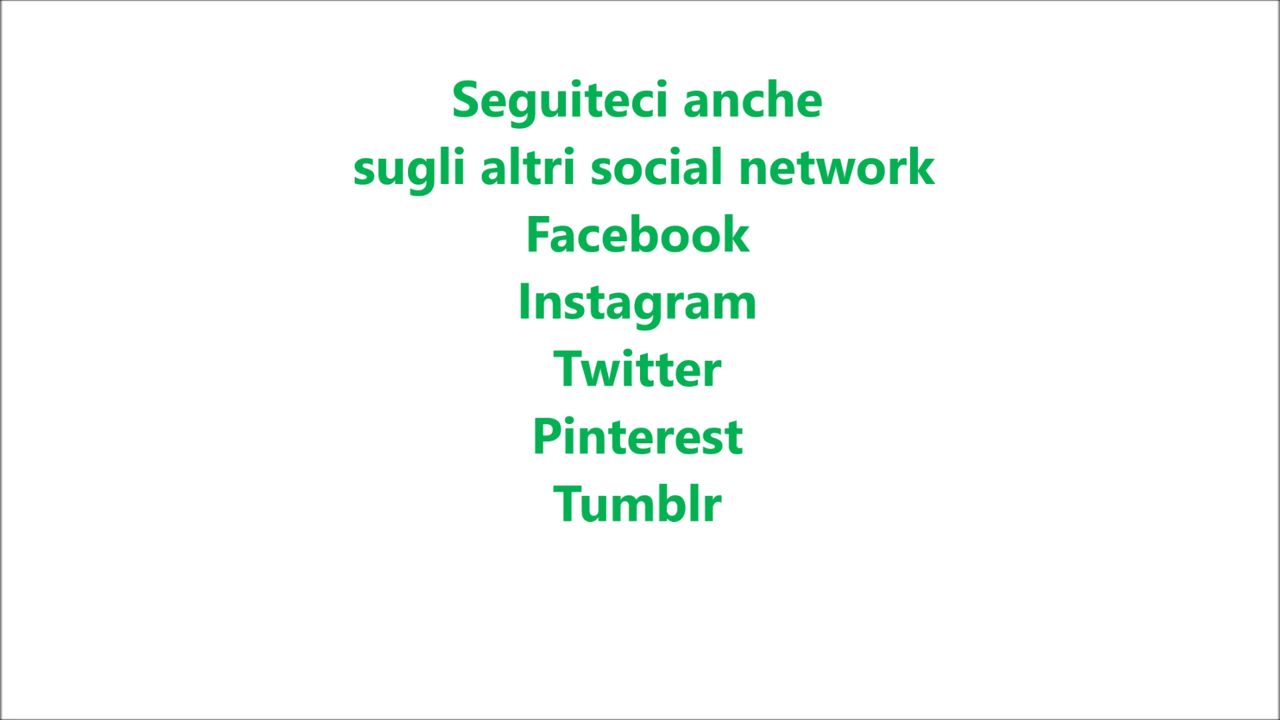 Seguiteci anche
sugli altri social network
Facebook
Instagram
Twitter
Pinterest
Tumblr